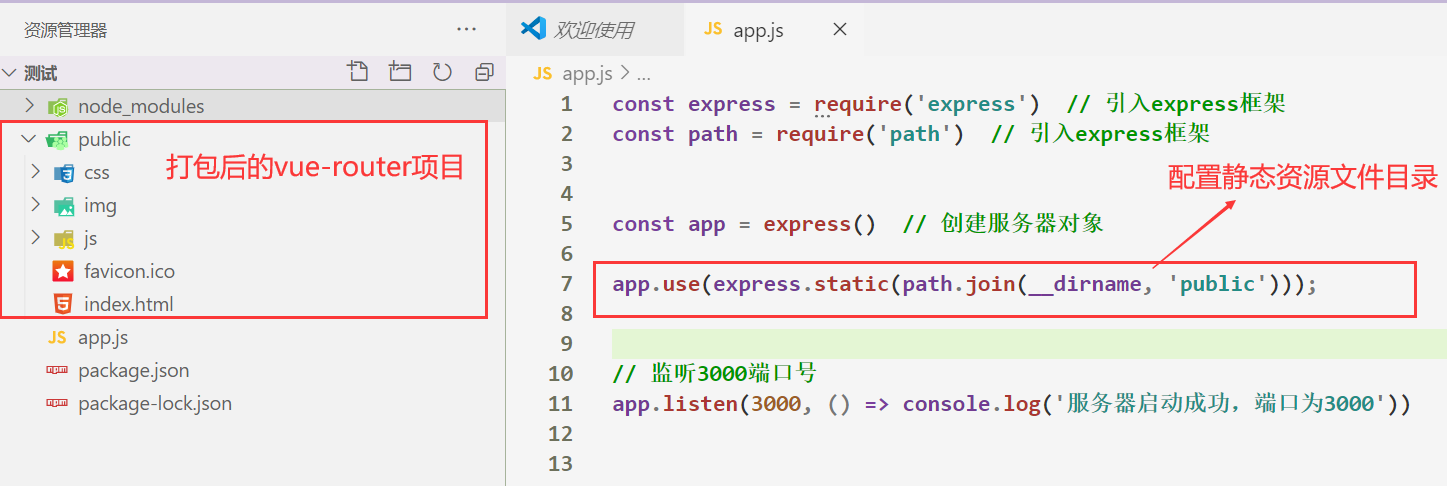 资源管理器
···
测试
node_modules
public
打包后的vue-router项目
css
img
js
favicon.ico
index.html
JS app.js
package.json
package-lock.json
欢迎使用
JS app.js
JS app.js > ...
1 const express = require('express') // 引入express框架
2 const path = require('path') // 引入express框架
3
4
配置静态资源文件目录
5 const app = express() // 创建服务器对象
6
7 app.use(express.static(path.join(__dirname, 'public')));
8
9
10 // 监听3000端口号
11 app.listen(3000, () => console.log('服务器启动成功，端口为3000'))
12
13